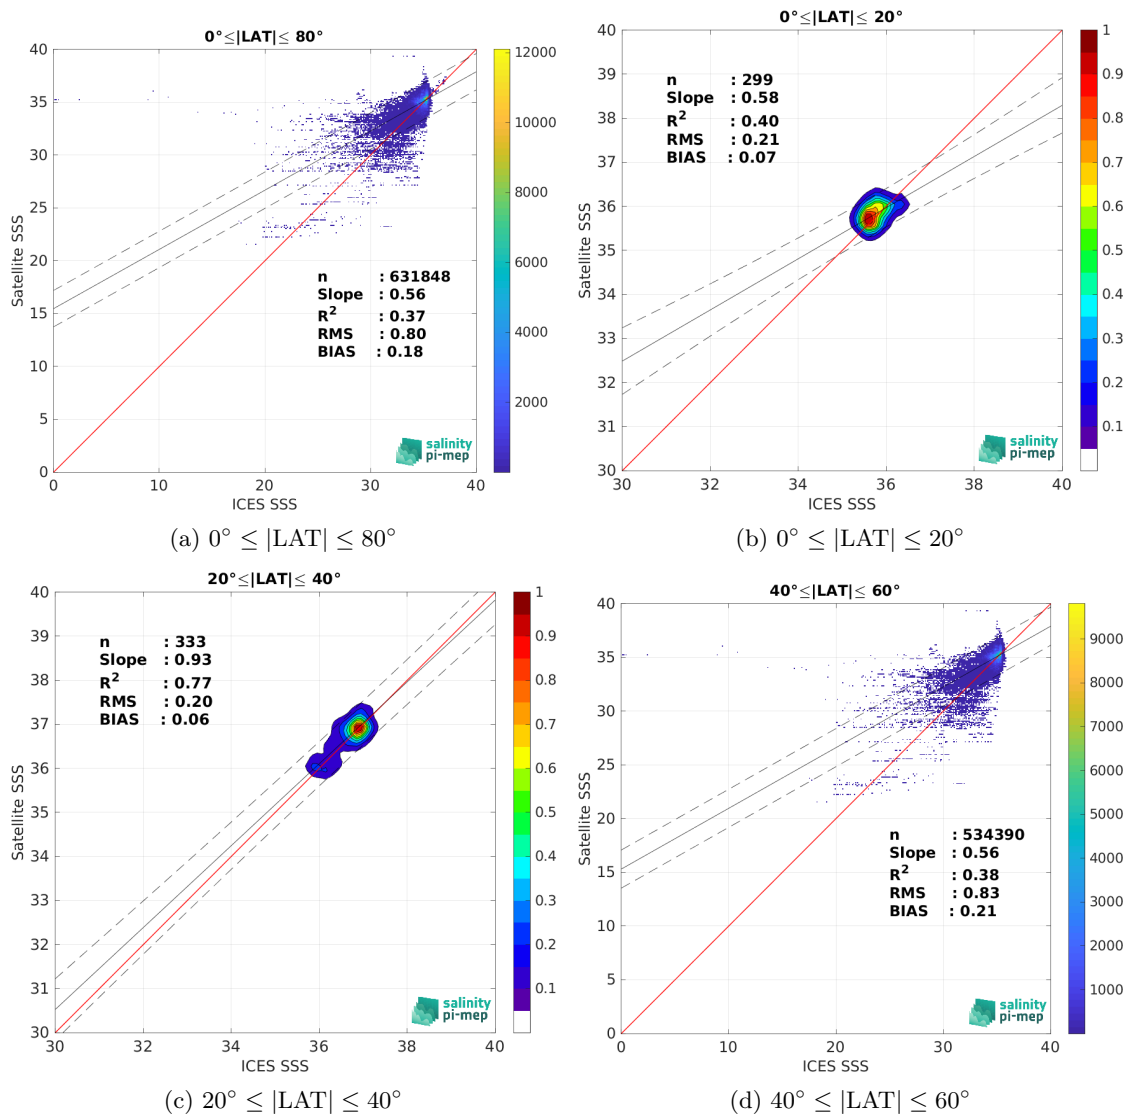 0°≤|LAT|≤ 80°
40
35
30
25
20
15
10
5
0
0
10
20
30
40
Satellite SSS
ICES SSS
n : 631848
Slope : 0.56
R² : 0.37
RMS : 0.80
BIAS : 0.18
salinity
pi-mep
12000
10000
8000
6000
4000
2000
(a) 0° ≤ |LAT| ≤ 80°
0°≤|LAT|≤ 20°
40
39
38
37
36
35
34
33
32
31
30
30
32
34
36
38
40
Satellite SSS
ICES SSS
n : 299
Slope : 0.58
R² : 0.40
RMS : 0.21
BIAS : 0.07
salinity
pi-mep
1
0.9
0.8
0.7
0.6
0.5
0.4
0.3
0.2
0.1
(b) 0° ≤ |LAT| ≤ 20°
20°≤|LAT|≤ 40°
40
39
38
37
36
35
34
33
32
31
30
30
32
34
36
38
40
Satellite SSS
ICES SSS
n : 333
Slope : 0.93
R² : 0.77
RMS : 0.20
BIAS : 0.06
salinity
pi-mep
1
0.9
0.8
0.7
0.6
0.5
0.4
0.3
0.2
0.1
(c) 20° ≤ |LAT| ≤ 40°
40°≤|LAT|≤ 60°
40
35
30
25
20
15
10
5
0
0
10
20
30
40
Satellite SSS
ICES SSS
n : 534390
Slope : 0.56
R² : 0.38
RMS : 0.83
BIAS : 0.21
salinity
pi-mep
9000
8000
7000
6000
5000
4000
3000
2000
1000
(d) 40° ≤ |LAT| ≤ 60°